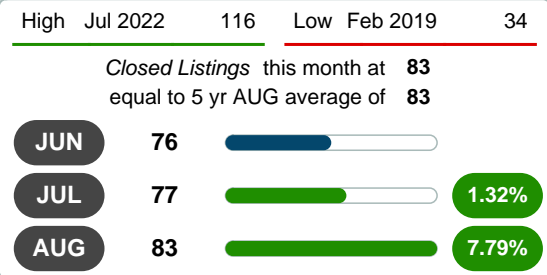 High Jul 2022 116 Low Feb 2019 34
Closed Listings this month at 83
equal to 5 yr AUG average of 83
JUN 76
JUL 77 1.32%
AUG 83 7.79%